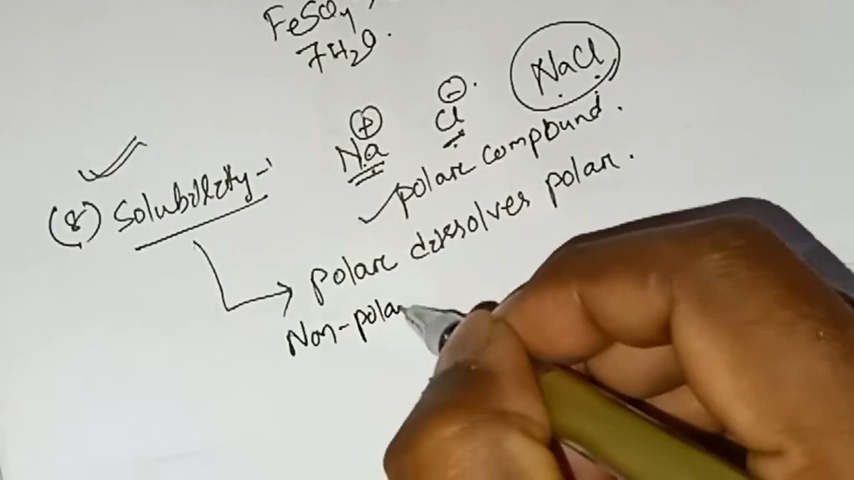 FeSO4
7H2O.
Na+ Cl-. NaCl
polar compound.
(8) Solubility-
polar dissolves polar.
Non-pola